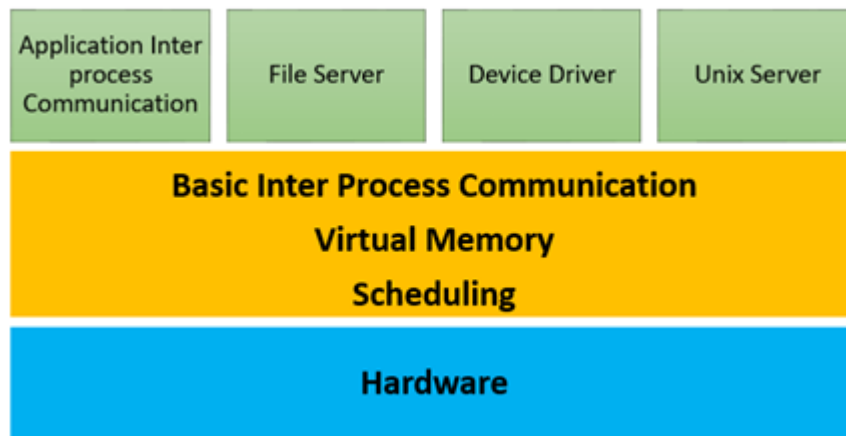 Application Inter
process
Communication
File Server
Device Driver
Unix Server
Basic Inter Process Communication
Virtual Memory
Scheduling
Hardware